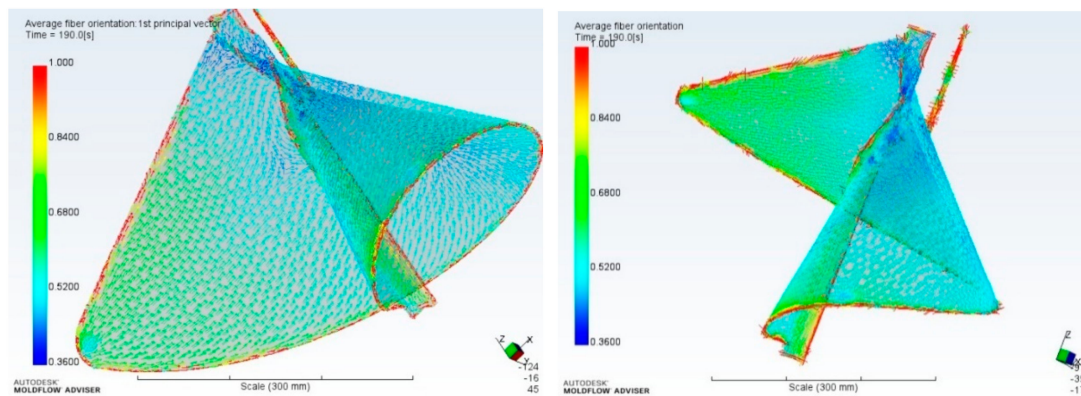 Average fiber orientation: 1st principal vector
Time = 190.0[s]
1.000
0.8400
0.6800
0.5200
0.3600
AUTODESK®
MOLDFLOW ADVISER
Scale (300 mm)
Z
X
Y
-124
-16
45
Average fiber orientation
Time = 190.0[s]
1.000
0.8400
0.6800
0.5200
0.3600
AUTODESK®
MOLDFLOW ADVISER
Scale (300 mm)